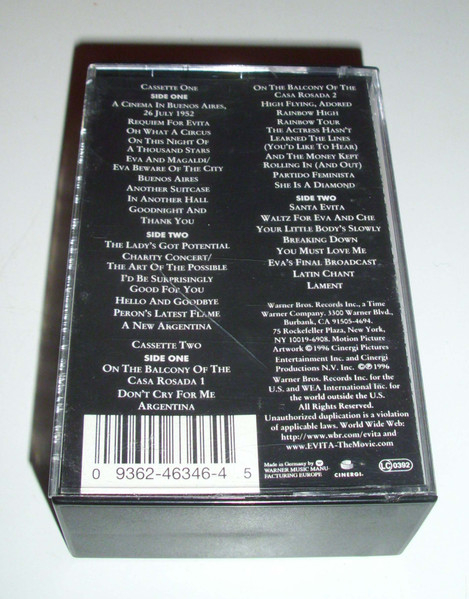 Cassette One
SIDE ONE
A Cinema In Buenos Aires,
26 July 1952
Requiem For Evita
Oh What A Circus
On This Night Of
A Thousand Stars
Eva And Magaldi/
Eva Beware Of The City
Buenos Aires
Another Suitcase
In Another Hall
Goodnight And
Thank You
SIDE TWO
The Lady's Got Potential
Charity Concert/
The Art Of The Possible
I'd Be Surprisingly
Good For You
Hello And Goodbye
Peron's Latest Flame
A New Argentina
Cassette Two
SIDE ONE
On The Balcony Of The
Casa Rosada 1
Don't Cry For Me
Argentina
On The Balcony Of The
Casa Rosada 2
High Flying, Adored
Rainbow High
Rainbow Tour
The Actress Hasn't
Learned The Lines
(You'd Like To Hear)
And The Money Kept
Rolling In (And Out)
Partido Feminista
She Is A Diamond
SIDE TWO
Santa Evita
Waltz For Eva And Che
Your Little Body's Slowly
Breaking Down
You Must Love Me
Eva's Final Broadcast
Latin Chant
Lament
Warner Bros. Records Inc., a Time
Warner Company. 3300 Warner Blvd.,
Burbank, CA 91505-4694.
75 Rockefeller Plaza, New York,
NY 10019-6908. Motion Picture
Artwork © 1996 Cinergi Pictures
Entertainment Inc. and Cinergi
Productions N.V. Inc. ©℗1996
Warner Bros. Records Inc. for the
U.S. and WEA International Inc. for
the world outside the U.S.
All Rights Reserved.
Unauthorized duplication is a violation
of applicable laws. World Wide Web:
http://www.wbr.com/evita and
www.EVITA-TheMovie.com
0 9362-46346-4 5
Made in Germany by
WARNER MUSIC MANU-
FACTURING EUROPE
CINERGI.
LC 0392